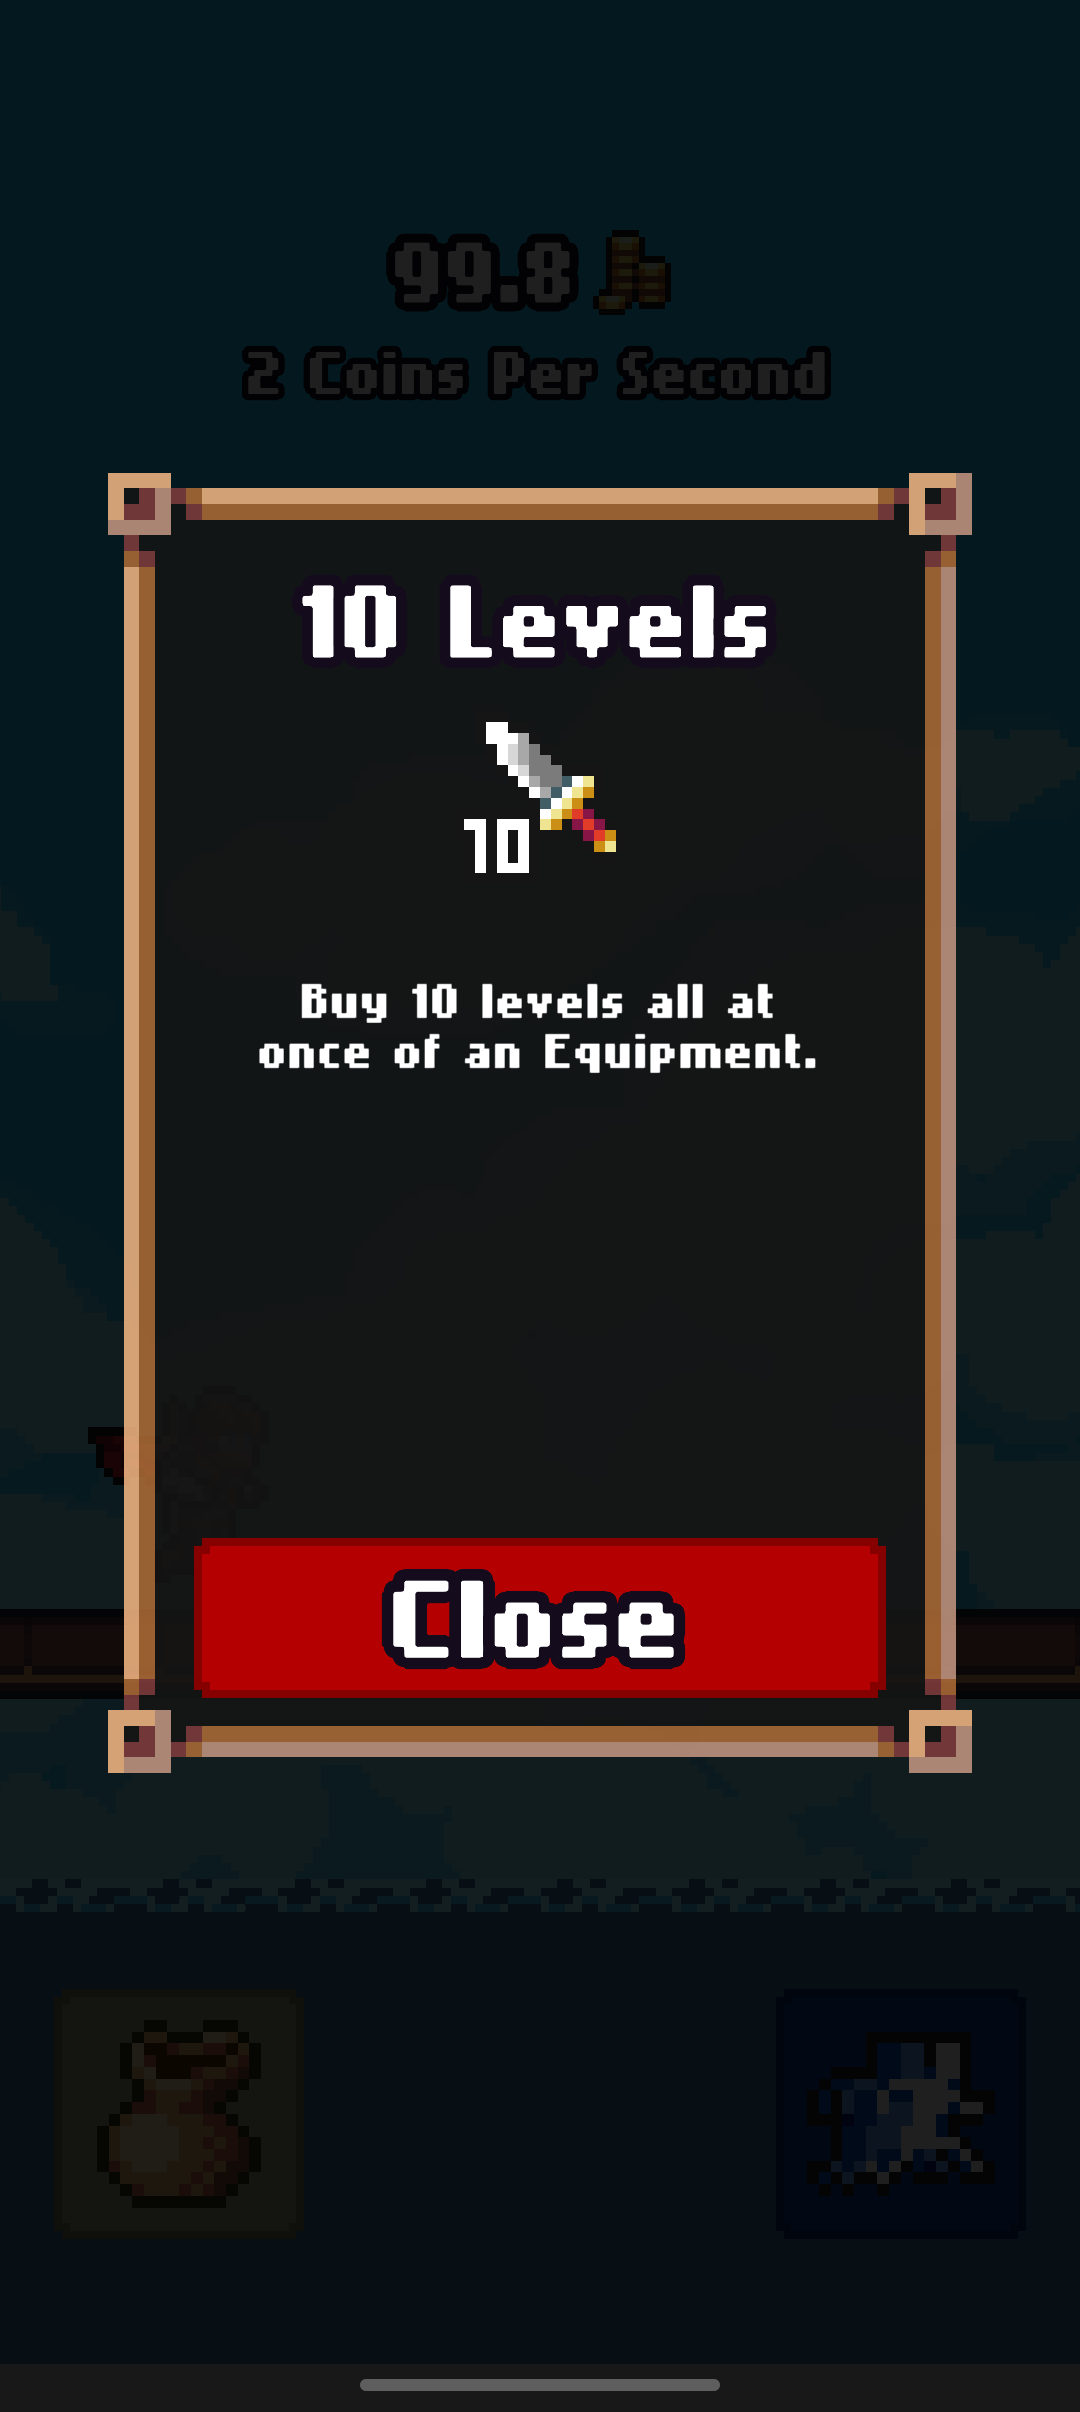 99.8
2 Coins Per Second
10 Levels
10
Buy 10 levels all at
once of an Equipment.
Close